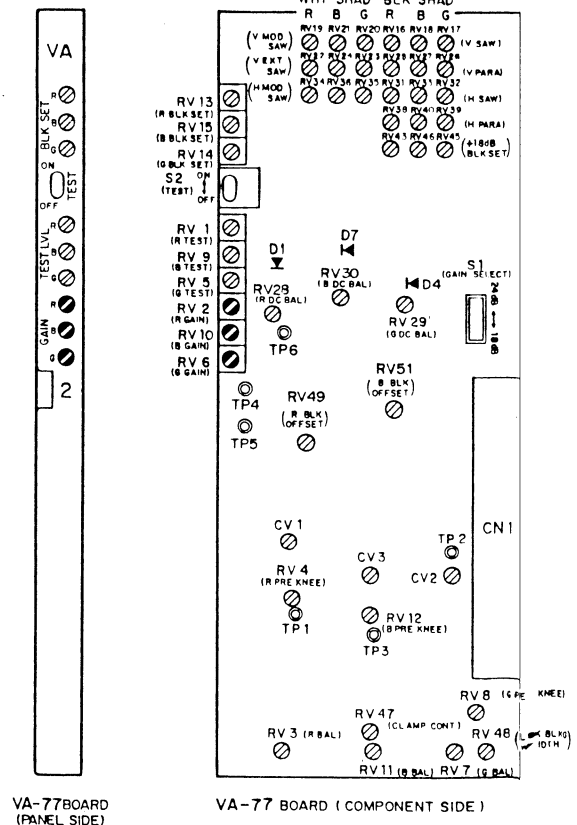 WHT SHAD BLK SHAD
R B G R B G
RV19 RV21 RV20 RV16 RV18 RV17
(V MOD SAW) (V SAW)
(V EXT SAW) (V PARA)
RV34 RV36 RV35 RV31 RV33 RV32
(H MOD SAW) (H SAW)
RV38 RV40 RV39
(H PARA)
RV43 RV46 RV45
(+18dB BLK SET)
VA
BLK SET
R
B
G
ON
TEST
OFF
TEST LVL
R
B
G
GAIN
R
B
G
2
RV 13
(R BLK SET)
RV 15
(B BLK SET)
RV 14
(G BLK SET)
S2 ON
(TEST) OFF
RV 1
(R TEST)
RV 9
(B TEST)
RV 5
(G TEST)
RV 2
(R GAIN)
RV 10
(B GAIN)
RV 6
(G GAIN)
D1
D7
RV28
(R DC BAL)
TP6
RV30
(B DC BAL)
D4
RV 29
(G DC BAL)
S1
(GAIN SELECT)
24dB ↔ 18dB
TP4
TP5
RV49
(R BLK OFFSET)
RV51
(B BLK OFFSET)
CN1
CV 1
CV3
TP 2
CV2
RV 4
(R PRE KNEE)
TP1
RV 12
(B PRE KNEE)
TP3
RV 8 (G PRE KNEE)
RV47
(CLAMP CONT)
RV 3 (R BAL)
RV 48
RV 11 (B BAL) RV 7 (G BAL)
VA-77 BOARD
(PANEL SIDE)
VA-77 BOARD (COMPONENT SIDE)